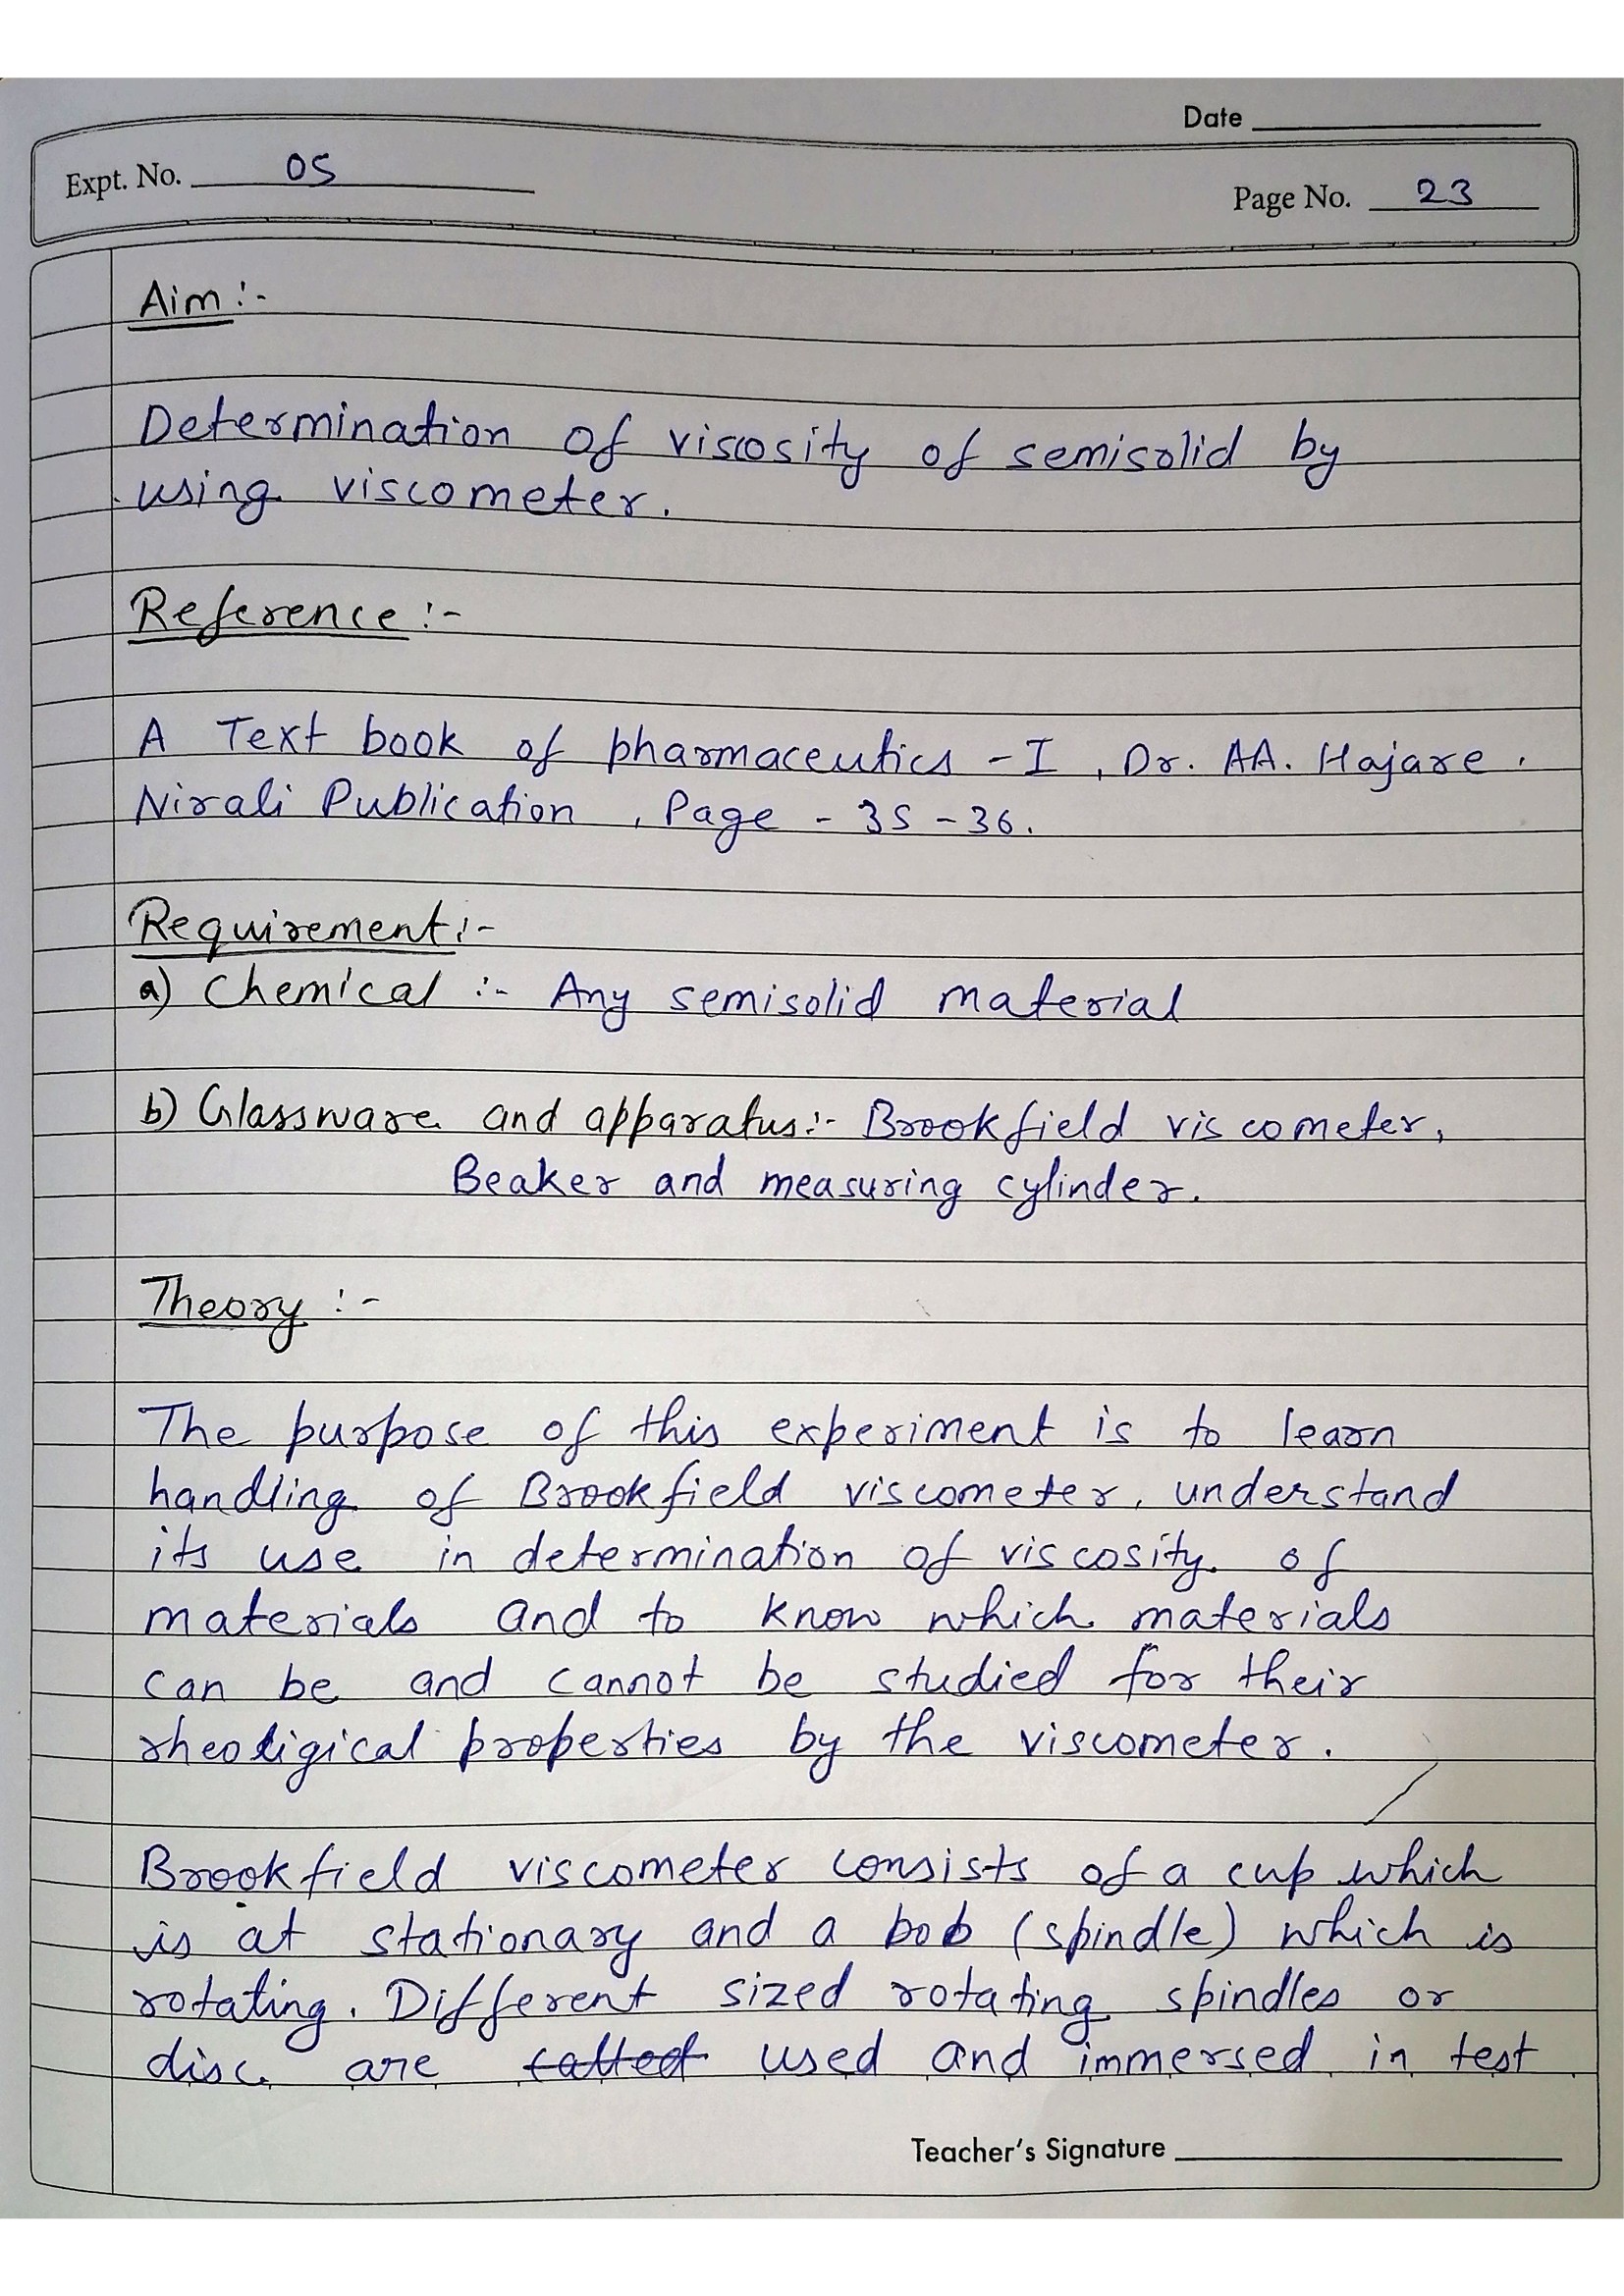 Date
Expt. No. 05
Page No. 23
Aim :-
Determination of viscosity of semisolid by
using viscometer.
Reference :-
A Text book of pharmaceutics - I , Dr. AA. Hajare .
Nirali Publication , Page - 35 - 36.
Requirement :-
a) Chemical :- Any semisolid material
b) Glassware and apparatus :- Brookfield viscometer,
Beaker and measuring cylinder.
Theory :-
The purpose of this experiment is to learn
handling of Brookfield viscometer, understand
its use in determination of viscosity of
materials and to know which materials
can be and cannot be studied for their
rheoligical properties by the viscometer.
Brookfield viscometer consists of a cup which
is at stationary and a bob (spindle) which is
rotating. Different sized rotating spindles or
disc are used and immersed in test
Teacher's Signature